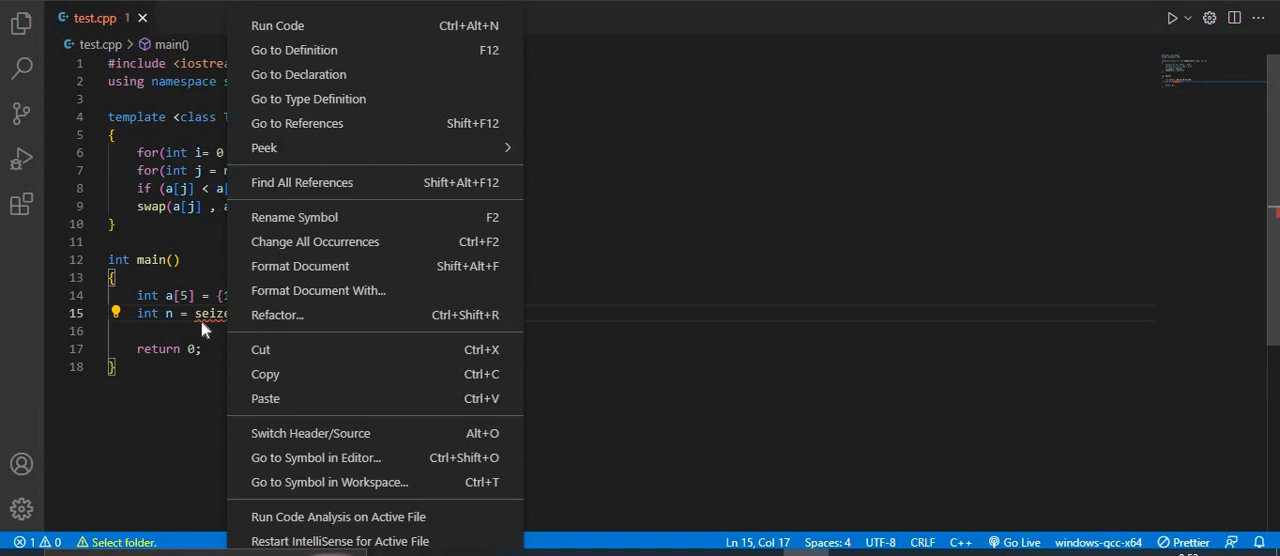 test.cpp 1
test.cpp > main()
1 #include <iostrea
2 using namespace s
3
4 template <class T
5 {
6 for(int i= 0
7 for(int j = n
8 if (a[j] < a[
9 swap(a[j] , a
10 }
11
12 int main()
13 {
14 int a[5] = {1
15 int n = seize
16
17 return 0;
18 }
Run Code Ctrl+Alt+N
Go to Definition F12
Go to Declaration
Go to Type Definition
Go to References Shift+F12
Peek
Find All References Shift+Alt+F12
Rename Symbol F2
Change All Occurrences Ctrl+F2
Format Document Shift+Alt+F
Format Document With...
Refactor... Ctrl+Shift+R
Cut Ctrl+X
Copy Ctrl+C
Paste Ctrl+V
Switch Header/Source Alt+O
Go to Symbol in Editor... Ctrl+Shift+O
Go to Symbol in Workspace... Ctrl+T
Run Code Analysis on Active File
Restart IntelliSense for Active File
1 0 Select folder. Ln 15, Col 17 Spaces: 4 UTF-8 CRLF C++ Go Live windows-gcc-x64 Prettier